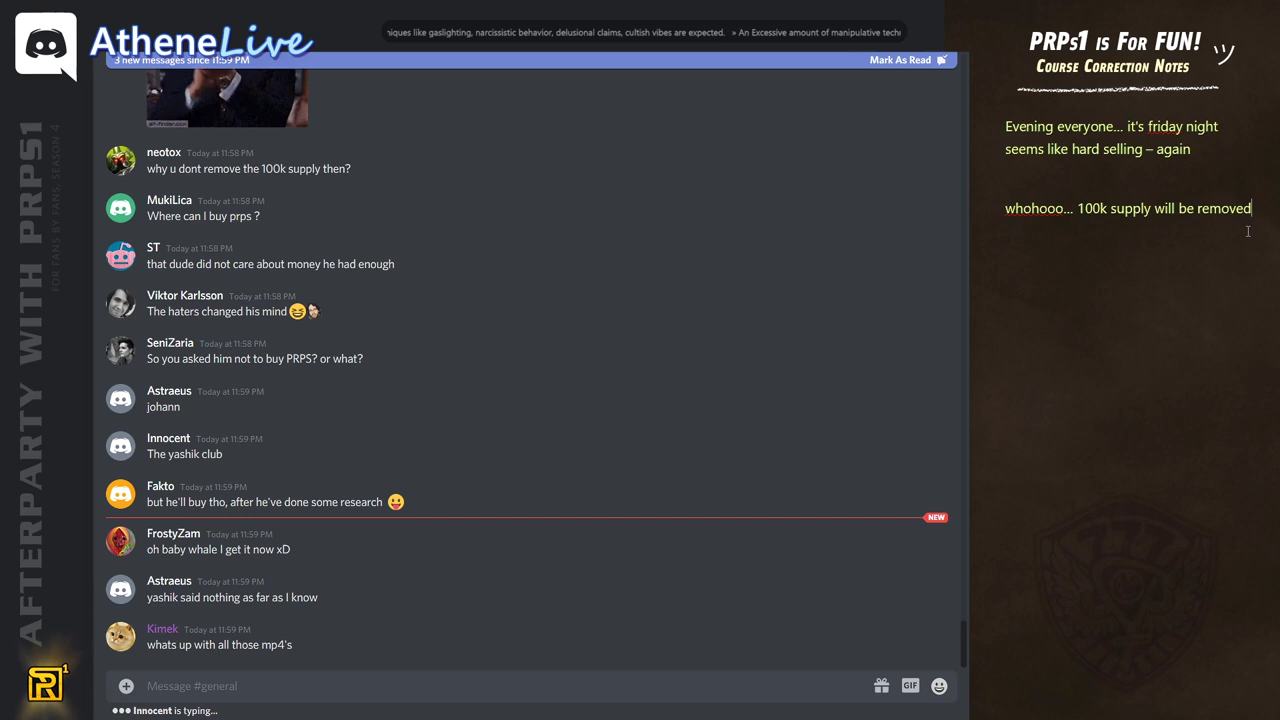 AtheneLive
iques like gaslighting, narcissistic behavior, delusional claims, cultish vibes are expected.   » An Excessive amount of manipulative tech
3 new messages since 11:59 PM
Mark As Read
neotox Today at 11:58 PM
why u dont remove the 100k supply then?
MukiLica Today at 11:58 PM
Where can I buy prps ?
ST Today at 11:58 PM
that dude did not care about money he had enough
Viktor Karlsson Today at 11:58 PM
The haters changed his mind
SeniZaria Today at 11:58 PM
So you asked him not to buy PRPS? or what?
Astraeus Today at 11:59 PM
johann
Innocent Today at 11:59 PM
The yashik club
Fakto Today at 11:59 PM
but he'll buy tho, after he've done some research
NEW
FrostyZam Today at 11:59 PM
oh baby whale I get it now xD
Astraeus Today at 11:59 PM
yashik said nothing as far as I know
Kimek Today at 11:59 PM
whats up with all those mp4's
Message #general
GIF
Innocent is typing...
AFTERPARTY WITH PRPS1
FOR FANS BY FANS, SEASON 4
R1
PRPS1 IS FOR FUN! ツ
COURSE CORRECTION NOTES
Evening everyone... it's friday night
seems like hard selling – again
whohooo... 100k supply will be removed